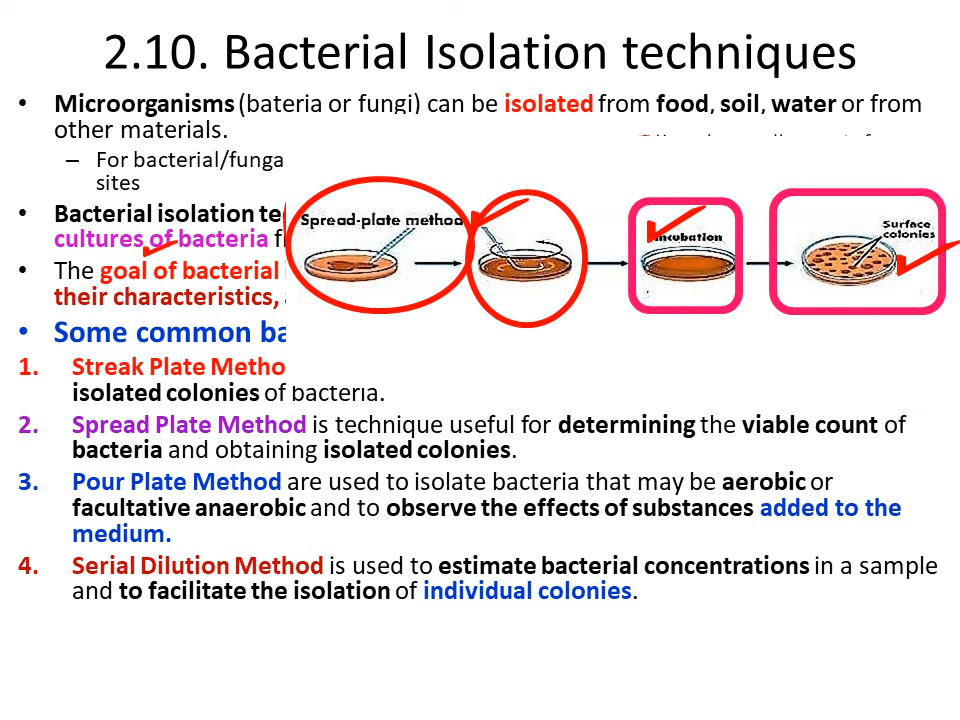 2.10. Bacterial Isolation techniques
• Microorganisms (bateria or fungi) can be isolated from food, soil, water or from
other materials.
– For bacterial/funga
sites
• Bacterial isolation te
cultures of bacteria
• The goal of bacterial
their characteristics,
• Some common ba
1. Streak Plate Metho
isolated colonies of bacteria.
2. Spread Plate Method is technique useful for determining the viable count of
bacteria and obtaining isolated colonies.
3. Pour Plate Method are used to isolate bacteria that may be aerobic or
facultative anaerobic and to observe the effects of substances added to the
medium.
4. Serial Dilution Method is used to estimate bacterial concentrations in a sample
and to facilitate the isolation of individual colonies.
Spread-plate method
Incubation
Surface
colonies